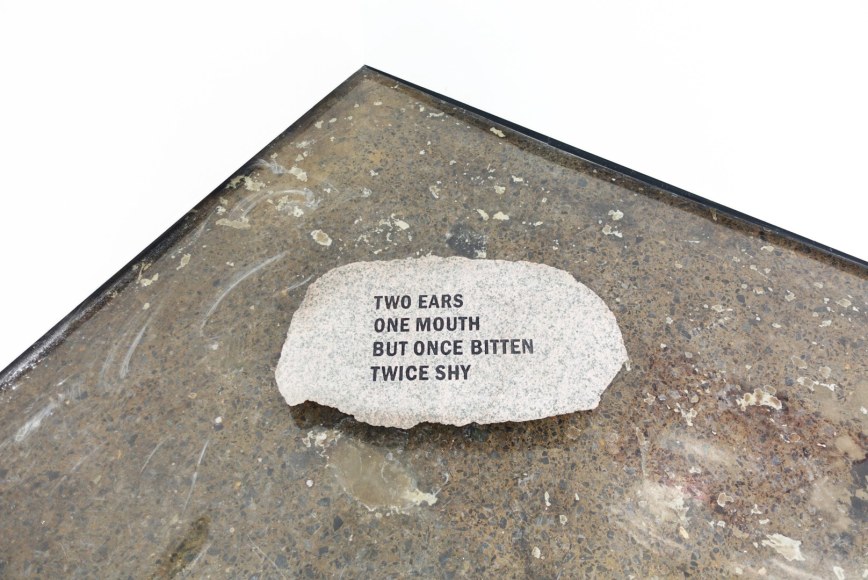 TWO EARS
ONE MOUTH
BUT ONCE BITTEN
TWICE SHY